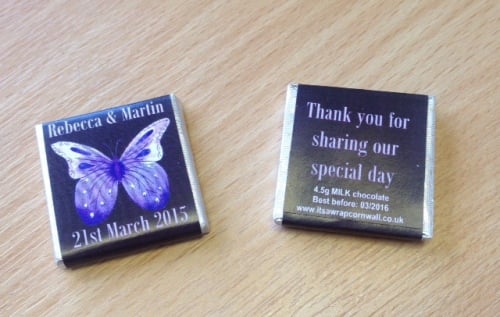 Rebecca & Martin
21st March 2015
Thank you for
sharing our
special day
4.5g MILK chocolate
Best before: 03/2016
www.itsawrapcornwall.co.uk